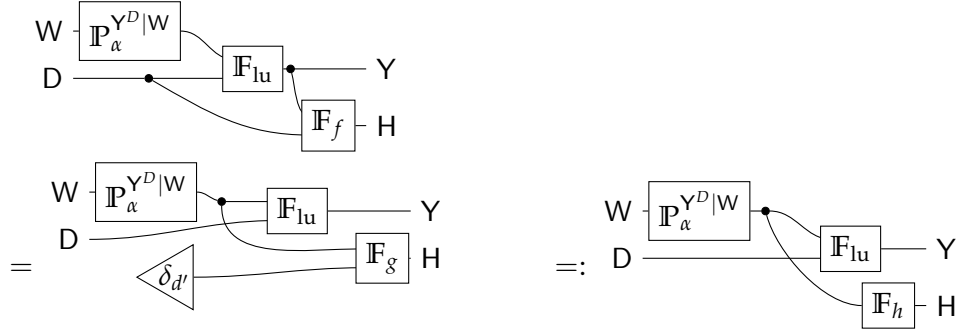 W ℙ_α^{Y^D|W} 𝔽_lu Y
D 𝔽_f H
W ℙ_α^{Y^D|W} 𝔽_lu Y
D 𝔽_g H
= δ_{d'}
=: W ℙ_α^{Y^D|W} 𝔽_lu Y
D 𝔽_h H